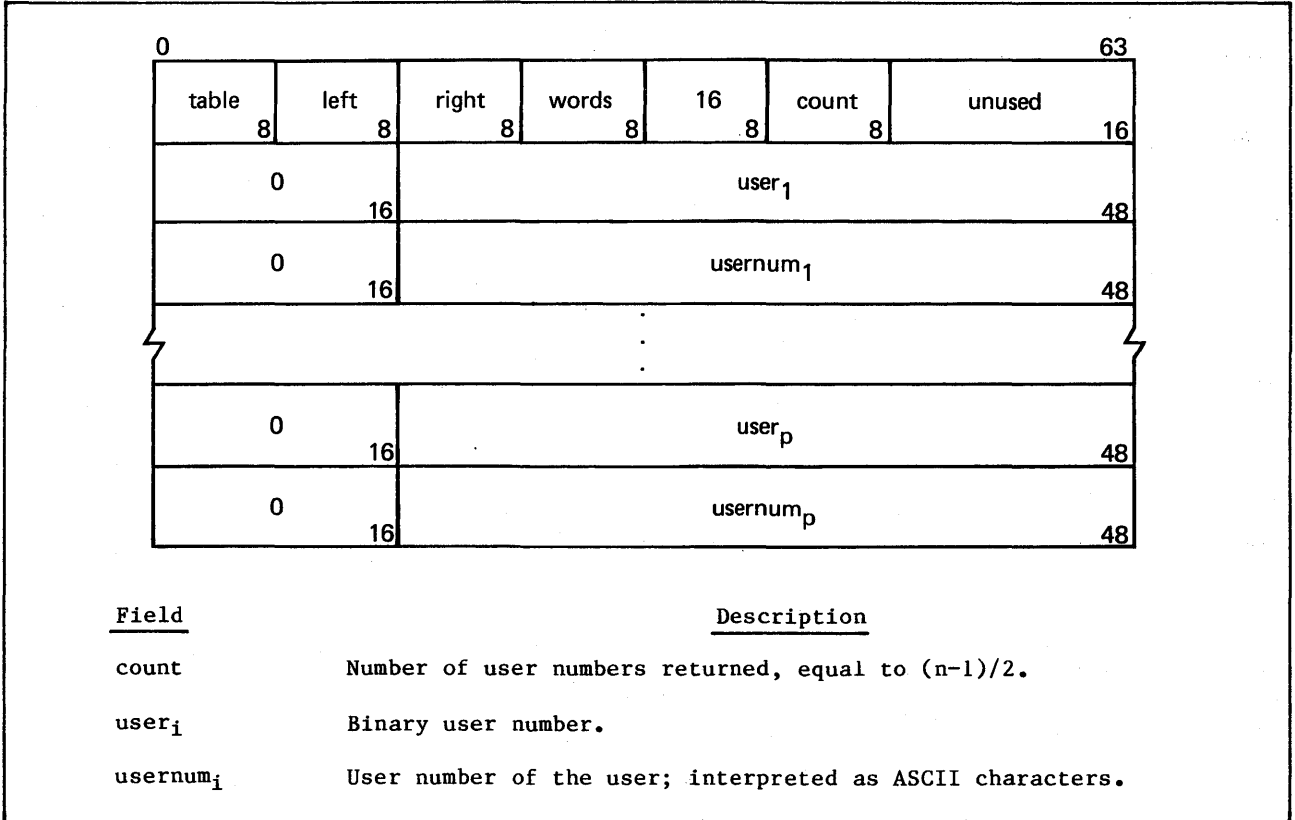 0 63
table left right words 16 count unused
8 8 8 8 8 8 16
0 user1
16 48
0 usernum1
16 48
.
.
.
0 userp
16 48
0 usernump
16 48
Field Description
count Number of user numbers returned, equal to (n-1)/2.
useri Binary user number.
usernumi User number of the user; interpreted as ASCII characters.